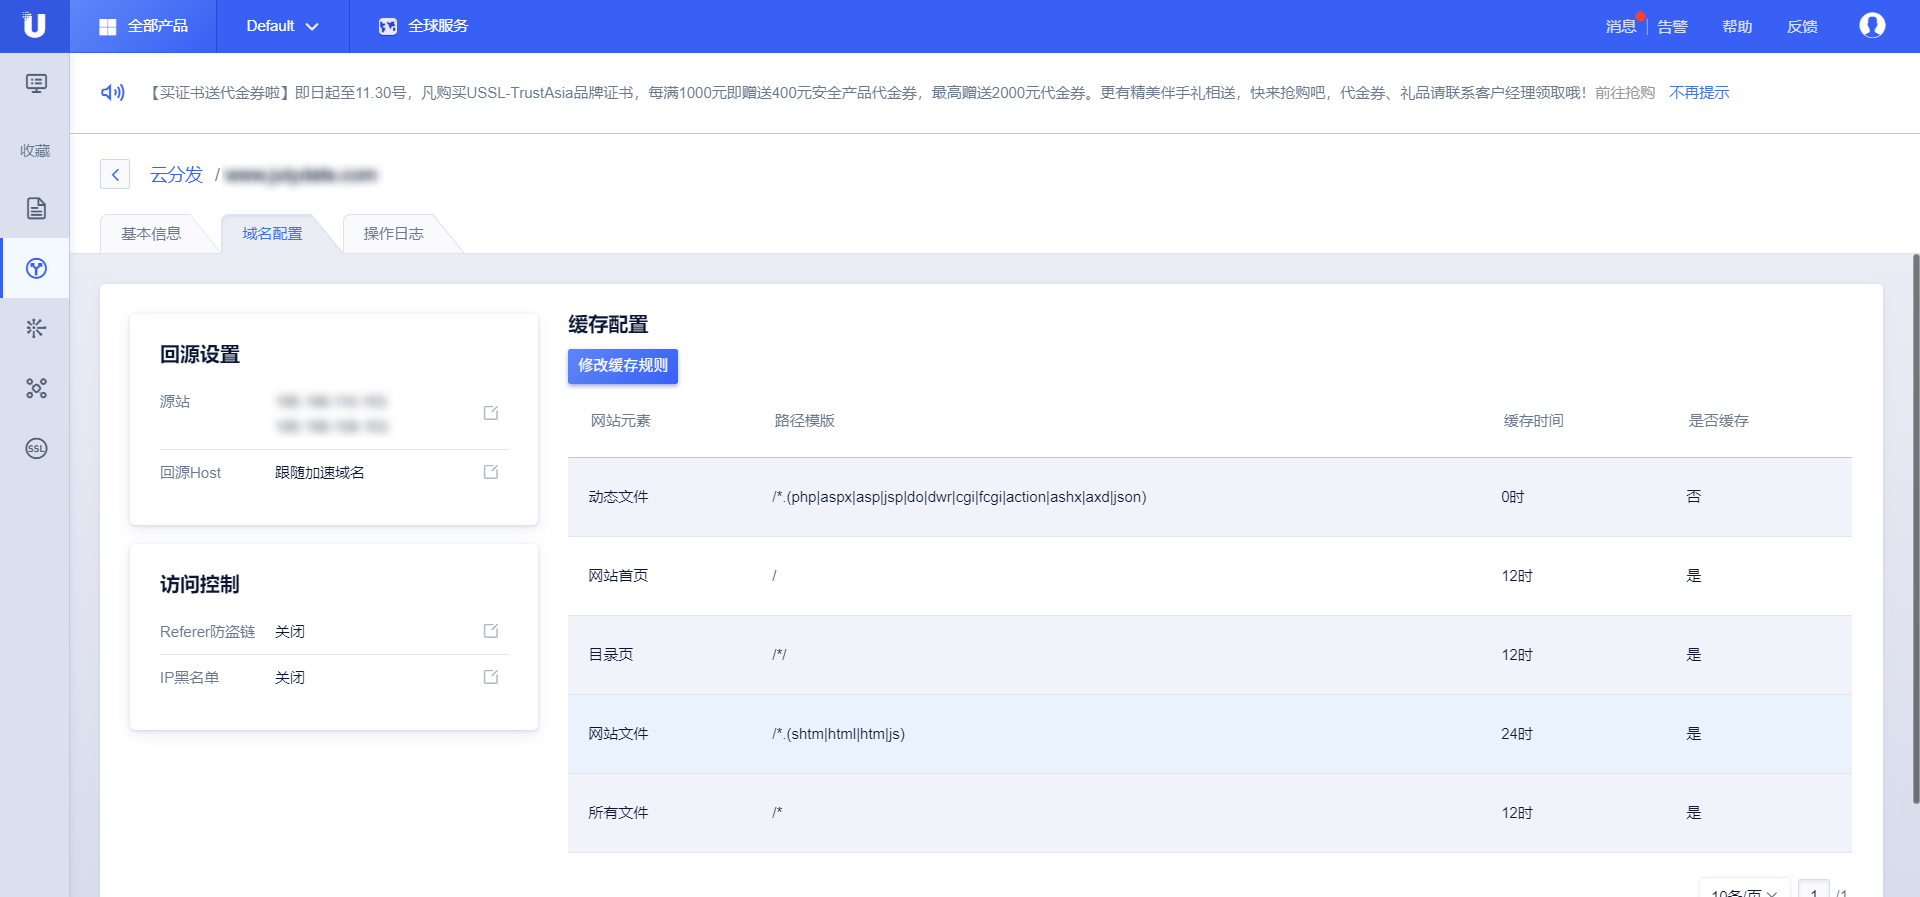 U 全部产品 Default 全球服务 消息 告警 帮助 反馈
【买证书送代金券啦】即日起至11.30号，凡购买USSL-TrustAsia品牌证书，每满1000元即赠送400元安全产品代金券，最高赠送2000元代金券。更有精美伴手礼相送，快来抢购吧，代金券、礼品请联系客户经理领取哦！前往抢购 不再提示
收藏
SSL
云分发 /
基本信息 域名配置 操作日志
回源设置
源站
回源Host 跟随加速域名
访问控制
Referer防盗链 关闭
IP黑名单 关闭
缓存配置
修改缓存规则
网站元素 路径模版 缓存时间 是否缓存
动态文件 /*.(php|aspx|asp|jsp|do|dwr|cgi|fcgi|action|ashx|axd|json) 0时 否
网站首页 / 12时 是
目录页 /*/ 12时 是
网站文件 /*.(shtm|html|htm|js) 24时 是
所有文件 /* 12时 是
10条/页 1 /1